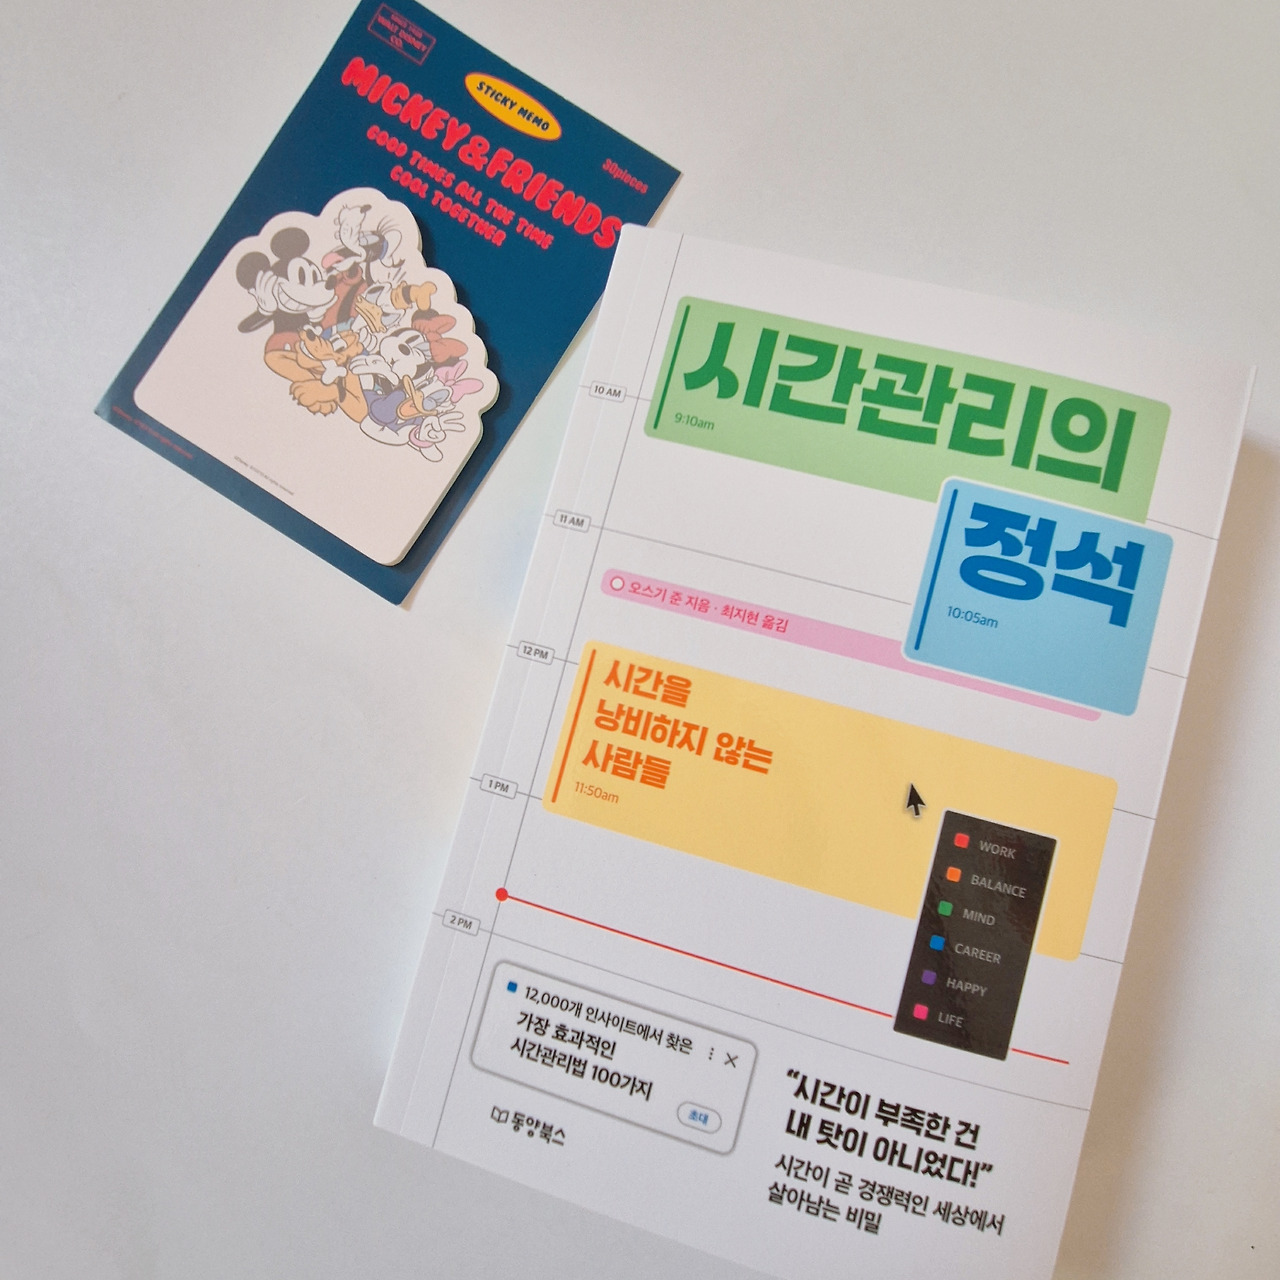 SINCE 1928
WALT DISNEY
CO.
STICKY MEMO
MICKEY&FRIENDS
30pieces
GOOD TIMES ALL THE TIME
COOL TOGETHER
10 AM
시간관리의
9:10am
11 AM
정석
10:05am
오스기 준 지음 · 최지현 옮김
12 PM
시간을
낭비하지 않는
사람들
11:50am
1 PM
WORK
BALANCE
MIND
CAREER
HAPPY
LIFE
2 PM
12,000개 인사이트에서 찾은
가장 효과적인
시간관리법 100가지
초대
동양북스
“시간이 부족한 건
내 탓이 아니었다!”
시간이 곧 경쟁력인 세상에서
살아남는 비밀